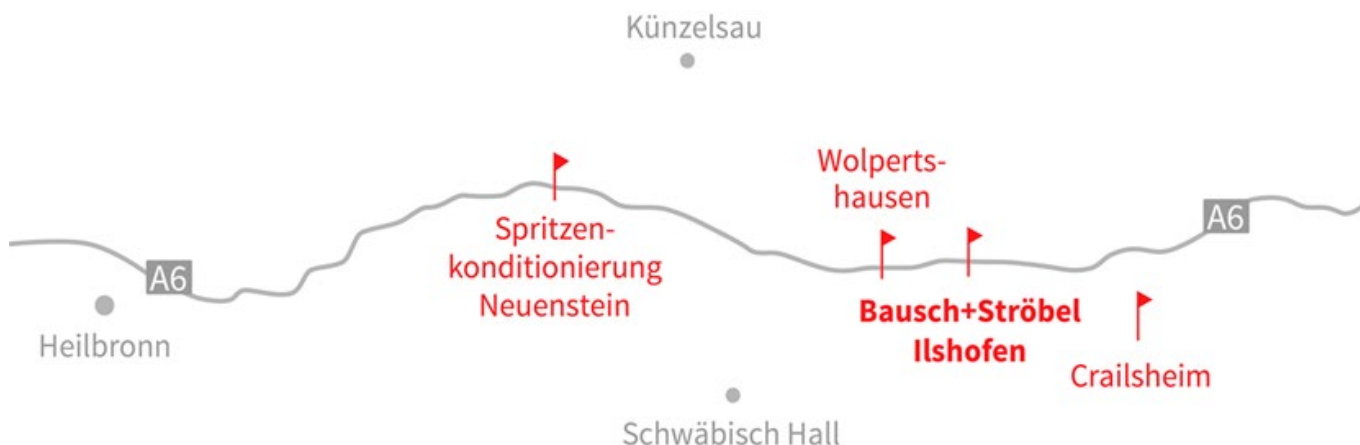 Künzelsau
Wolperts-
hausen
A6
Spritzen-
konditionierung
Neuenstein
A6
Bausch+Ströbel
Ilshofen
Heilbronn
Crailsheim
Schwäbisch Hall